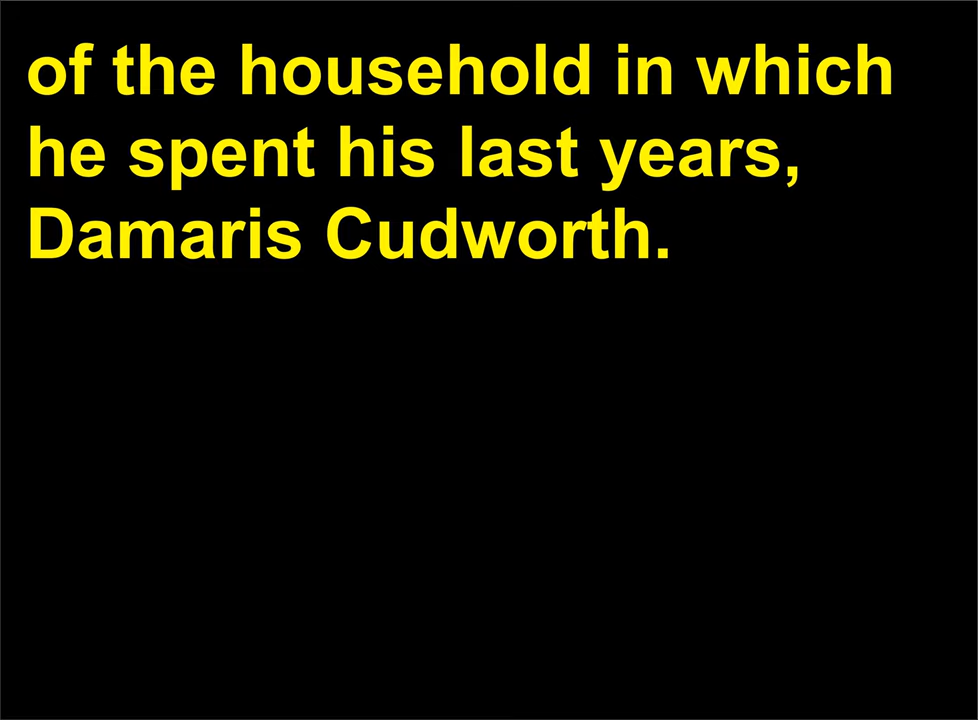 of the household in which
he spent his last years,
Damaris Cudworth.